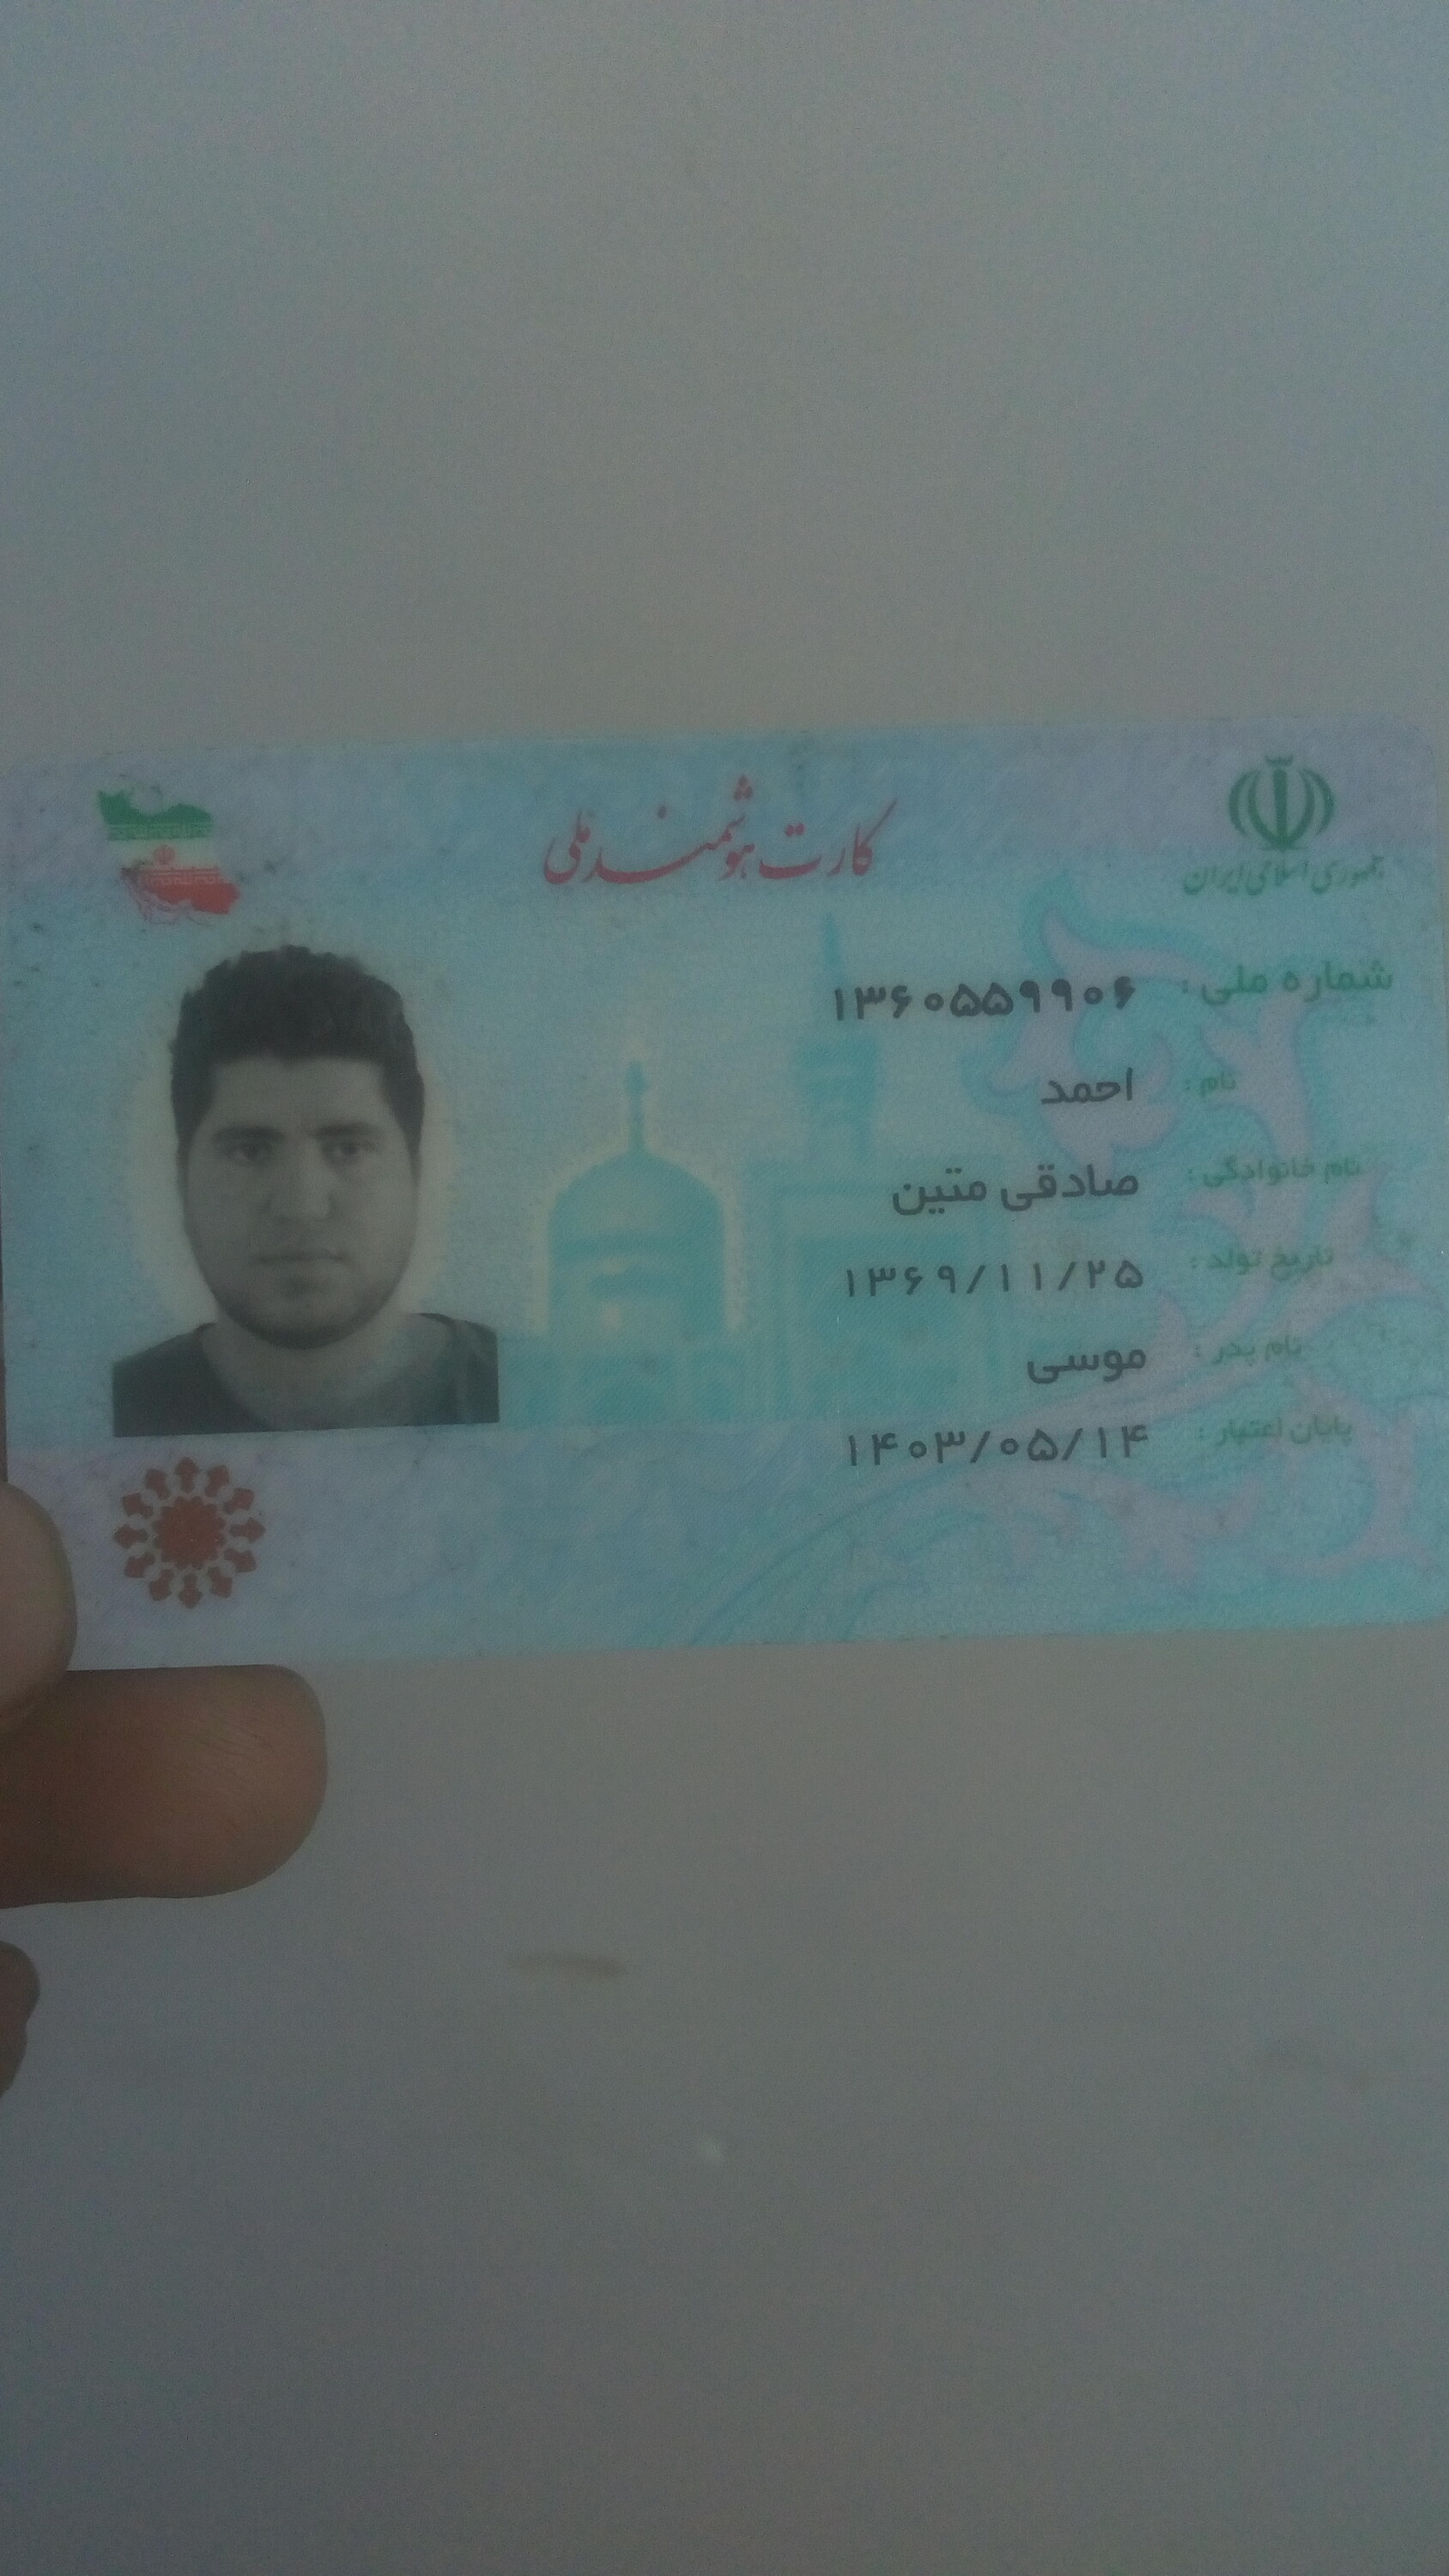 جمهوری اسلامی ایران
کارت هوشمند ملی
شماره ملی : ۱۳۶۰۵۵۹۹۰۶
نام : احمد
نام خانوادگی : صادقی متین
تاریخ تولد : ۱۳۶۹/۱۱/۲۵
نام پدر : موسی
پایان اعتبار : ۱۴۰۳/۰۵/۱۴